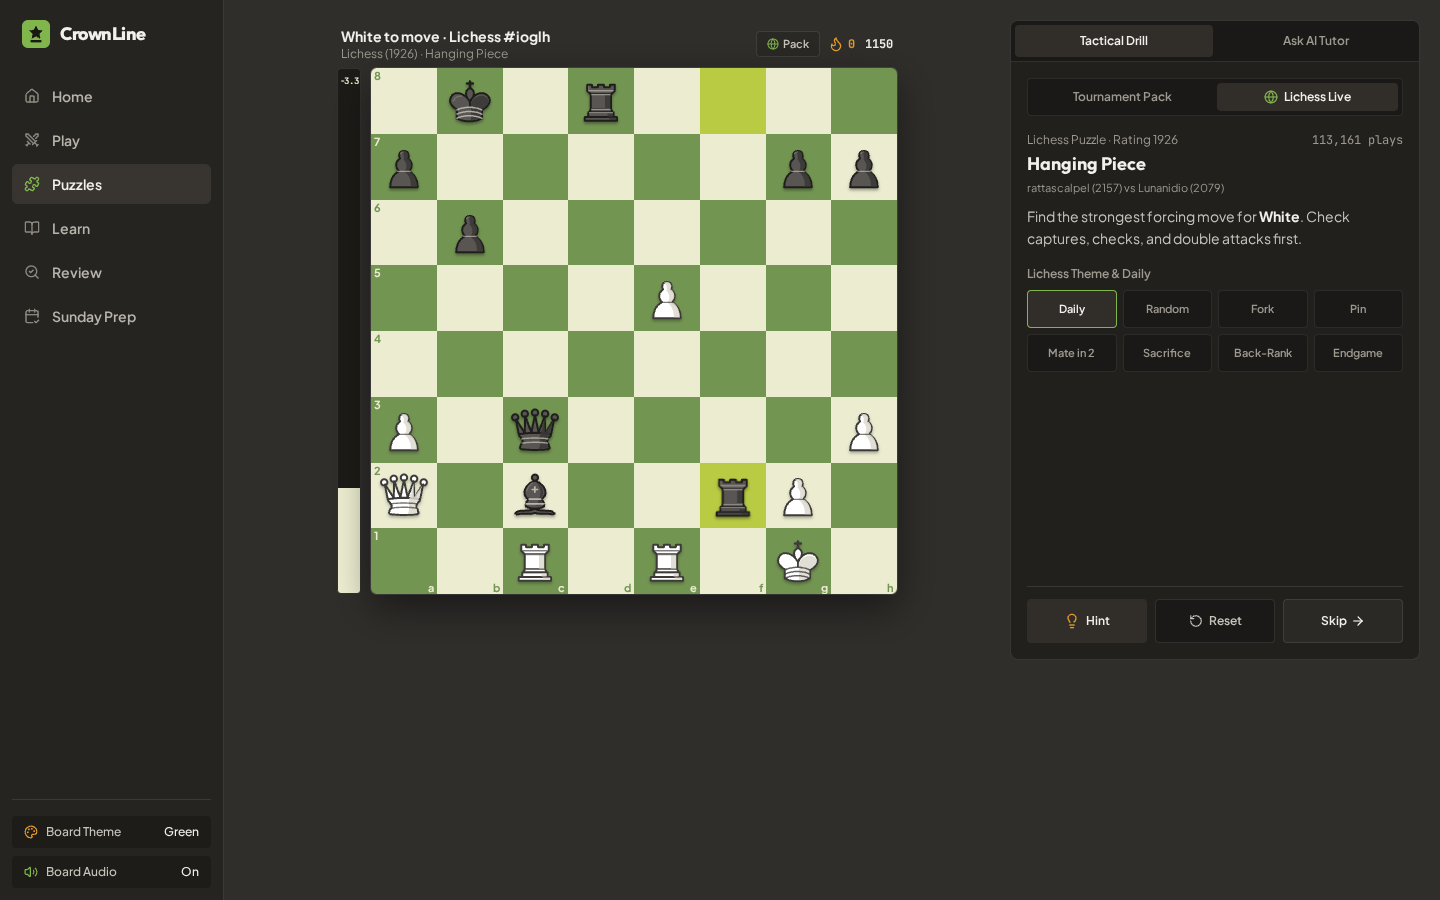 CrownLine
Home
Play
Puzzles
Learn
Review
Sunday Prep
Board Theme Green
Board Audio On
White to move · Lichess #ioglh
Lichess (1926) · Hanging Piece
Pack 0 1150
-3.3
8
7
6
5
4
3
2
1
a b c d e f g h
Tactical Drill Ask AI Tutor
Tournament Pack Lichess Live
Lichess Puzzle · Rating 1926 113,161 plays
Hanging Piece
rattascalpel (2157) vs Lunanidio (2079)
Find the strongest forcing move for White. Check
captures, checks, and double attacks first.
Lichess Theme & Daily
Daily Random Fork Pin
Mate in 2 Sacrifice Back-Rank Endgame
Hint Reset Skip →